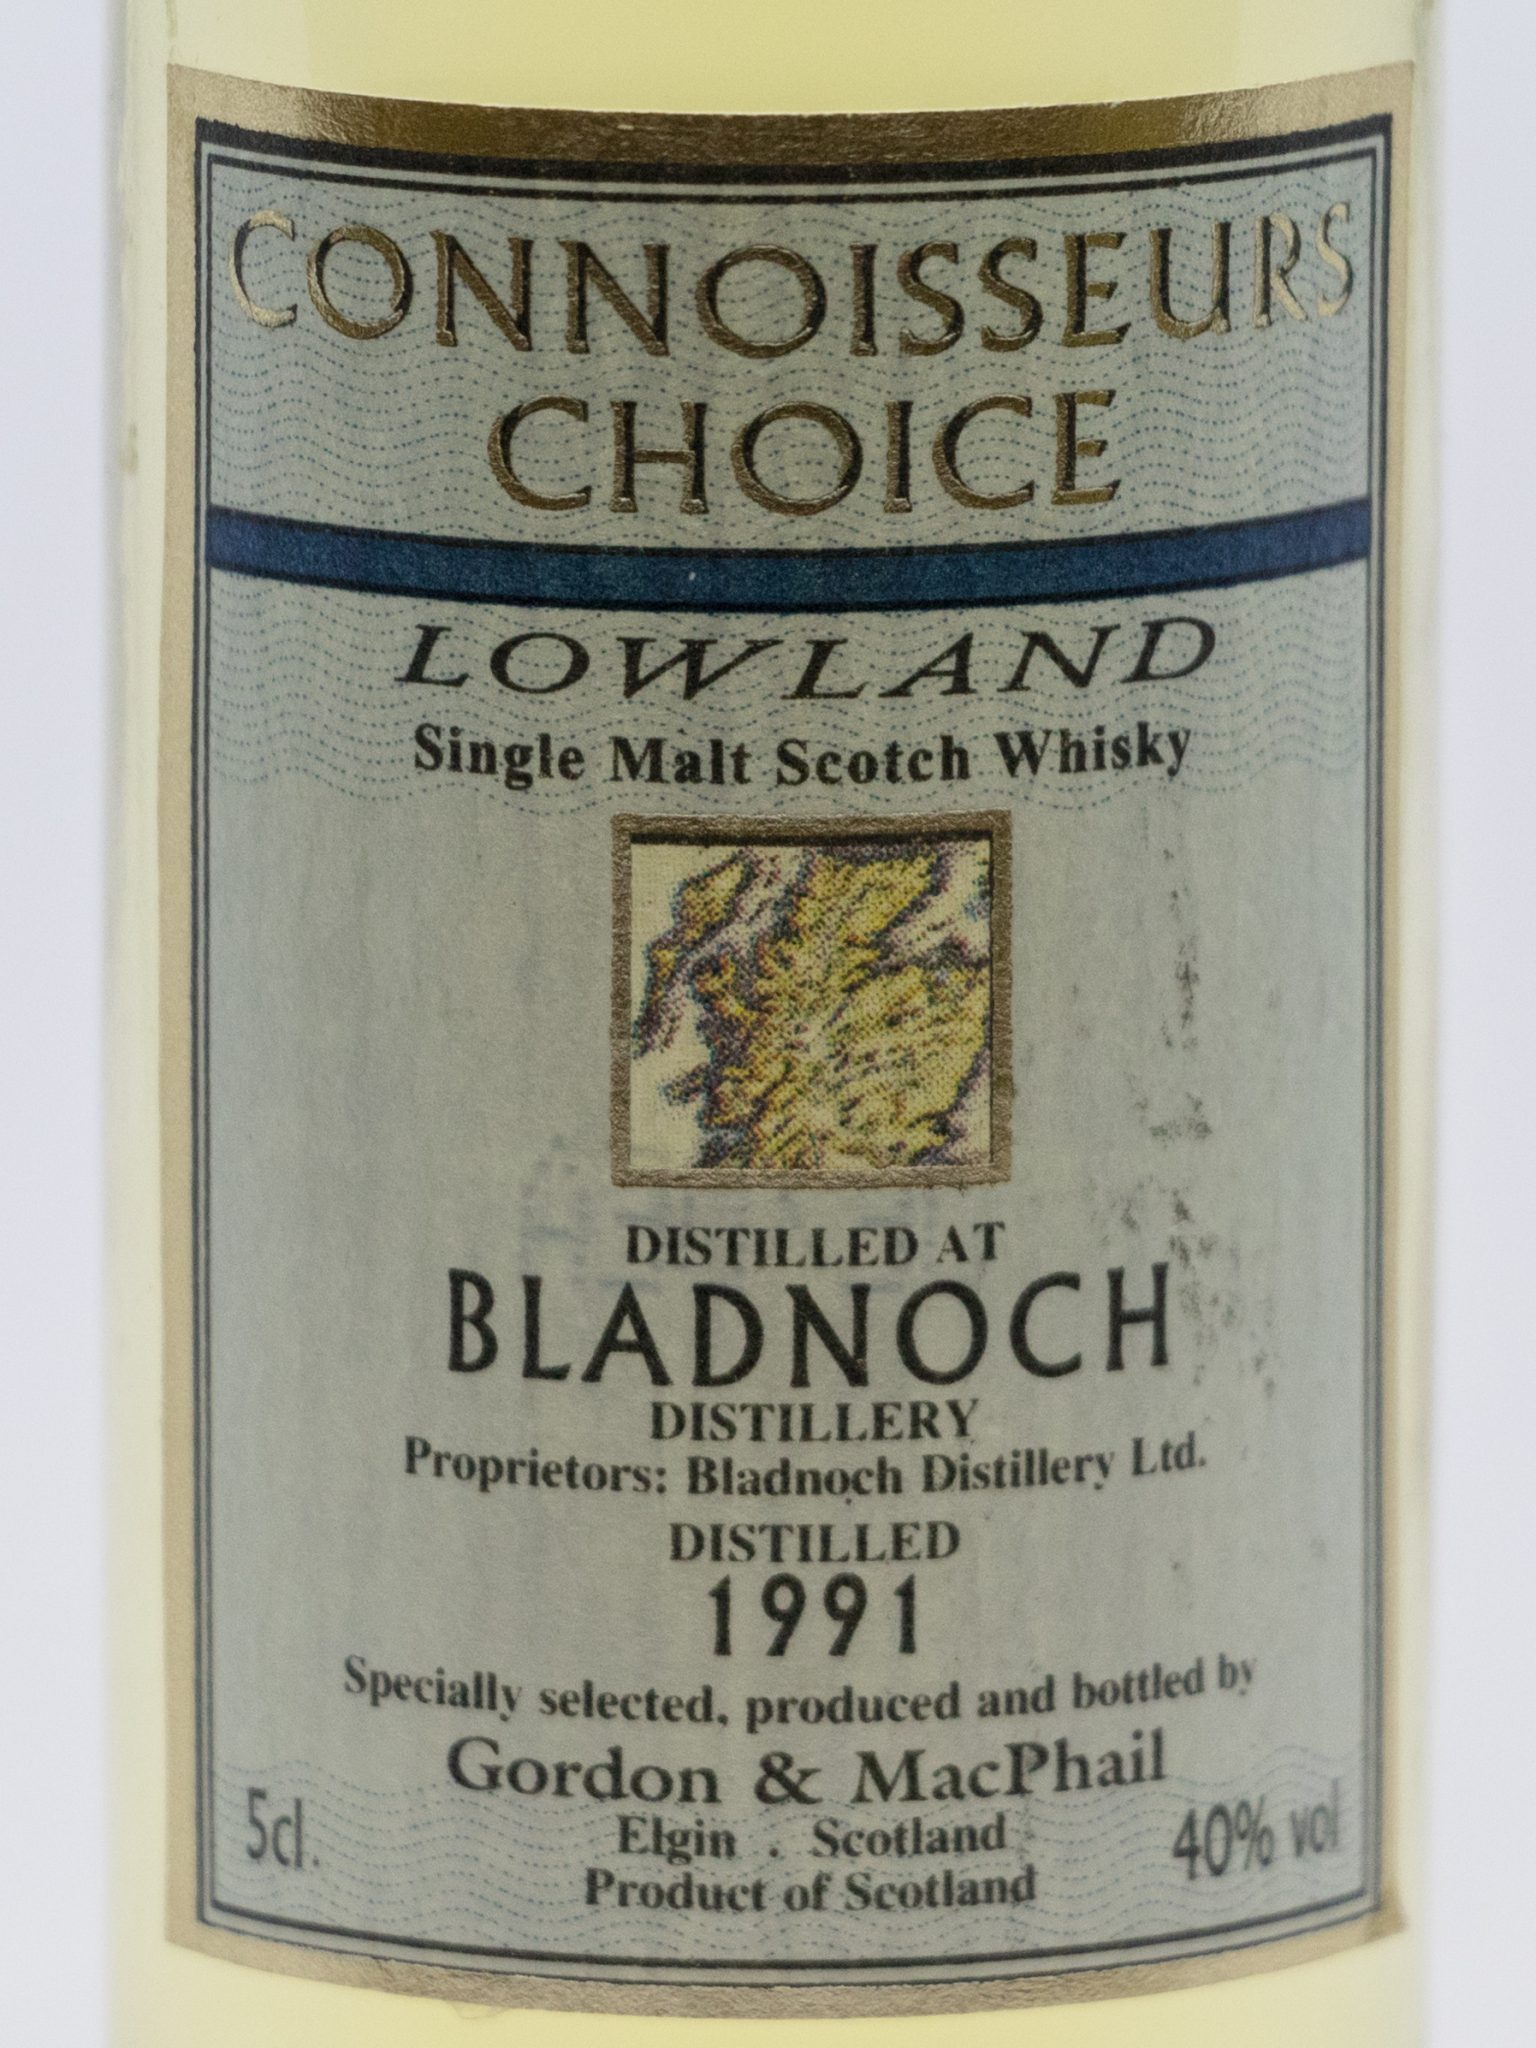 CONNOISSEURS
CHOICE
LOWLAND
Single Malt Scotch Whisky
DISTILLED AT
BLADNOCH
DISTILLERY
Proprietors: Bladnoch Distillery Ltd.
DISTILLED
1991
Specially selected, produced and bottled by
Gordon & MacPhail
Elgin . Scotland
Product of Scotland
5cl.
40% vol